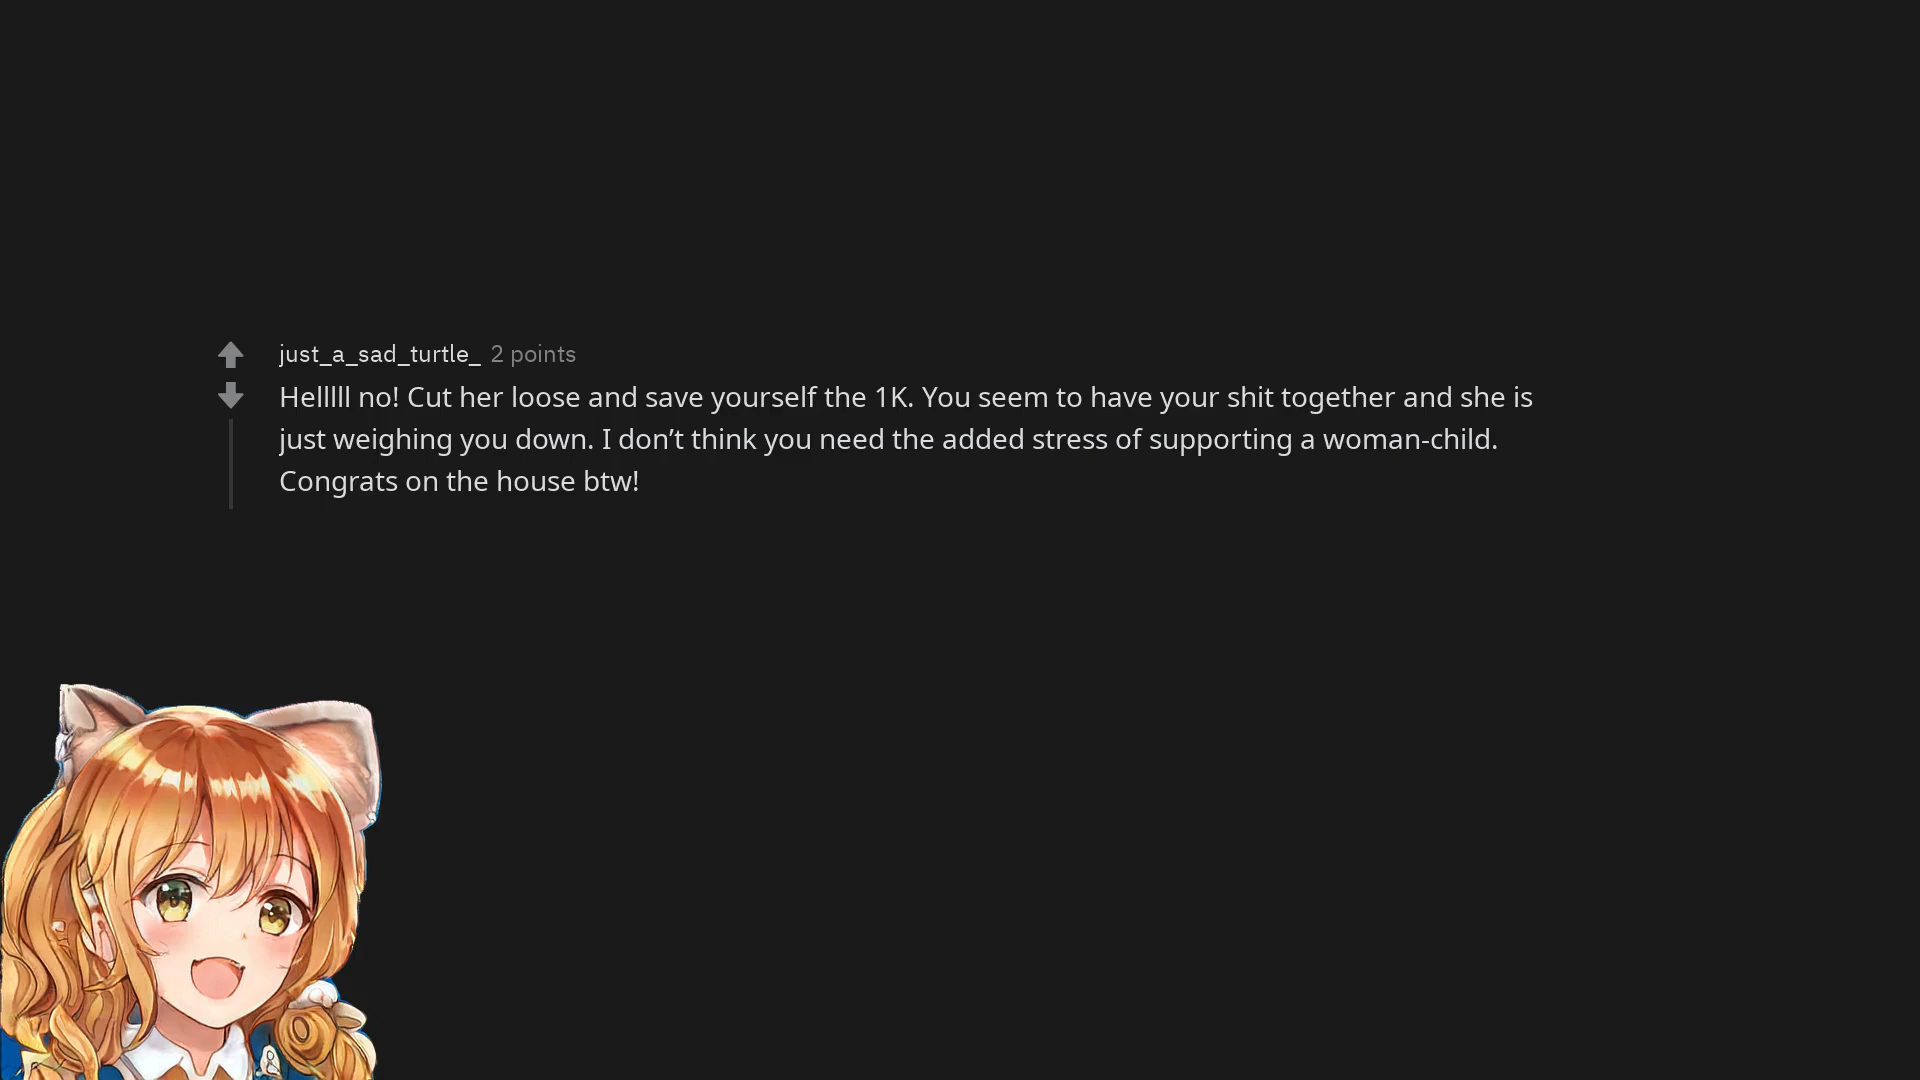 just_a_sad_turtle_ 2 points
Helllll no! Cut her loose and save yourself the 1K. You seem to have your shit together and she is
just weighing you down. I don’t think you need the added stress of supporting a woman-child.
Congrats on the house btw!